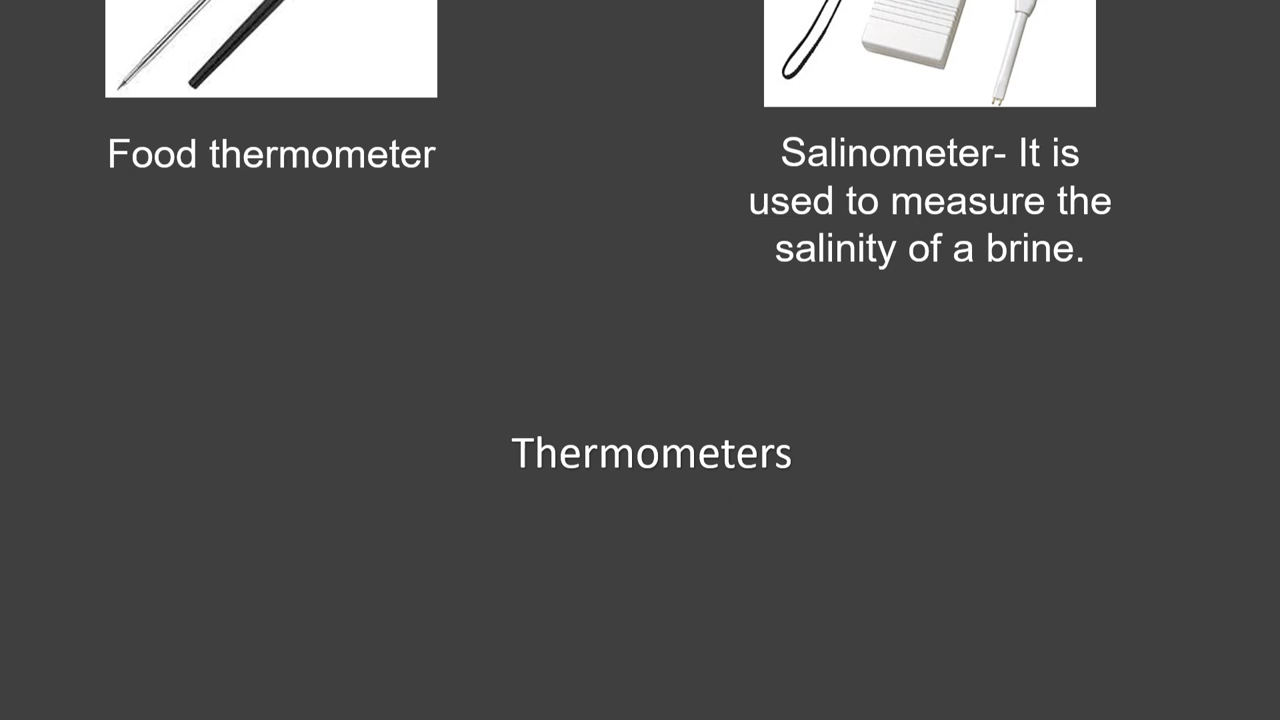 Food thermometer
Salinometer- It is
used to measure the
salinity of a brine.
Thermometers